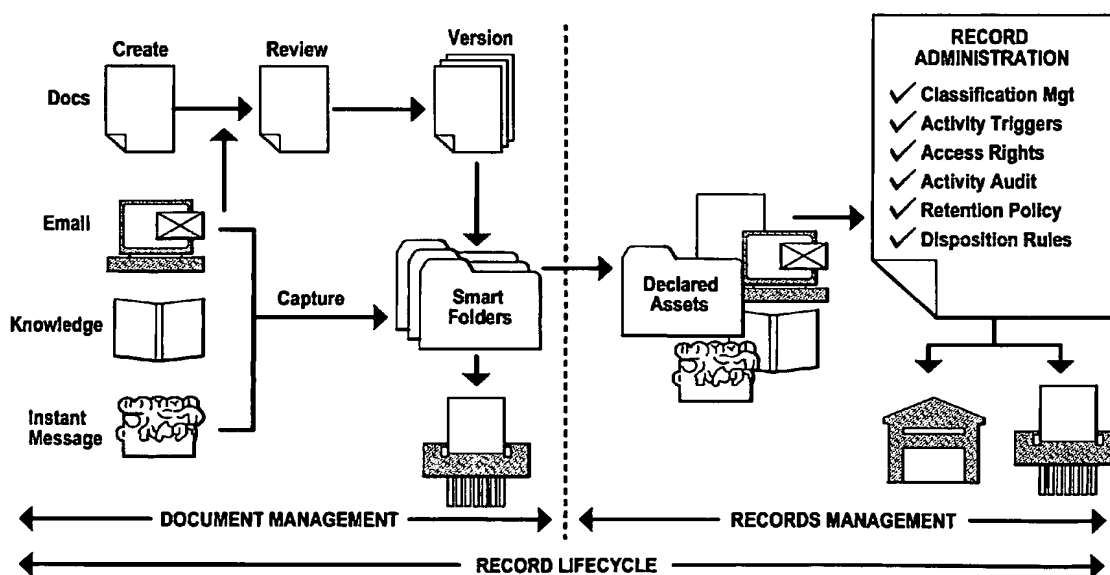 Create
Review
Version
Docs
Email
Knowledge
Instant
Message
Capture
Smart
Folders
Declared
Assets
RECORD
ADMINISTRATION
✓ Classification Mgt
✓ Activity Triggers
✓ Access Rights
✓ Activity Audit
✓ Retention Policy
✓ Disposition Rules
DOCUMENT MANAGEMENT
RECORDS MANAGEMENT
RECORD LIFECYCLE